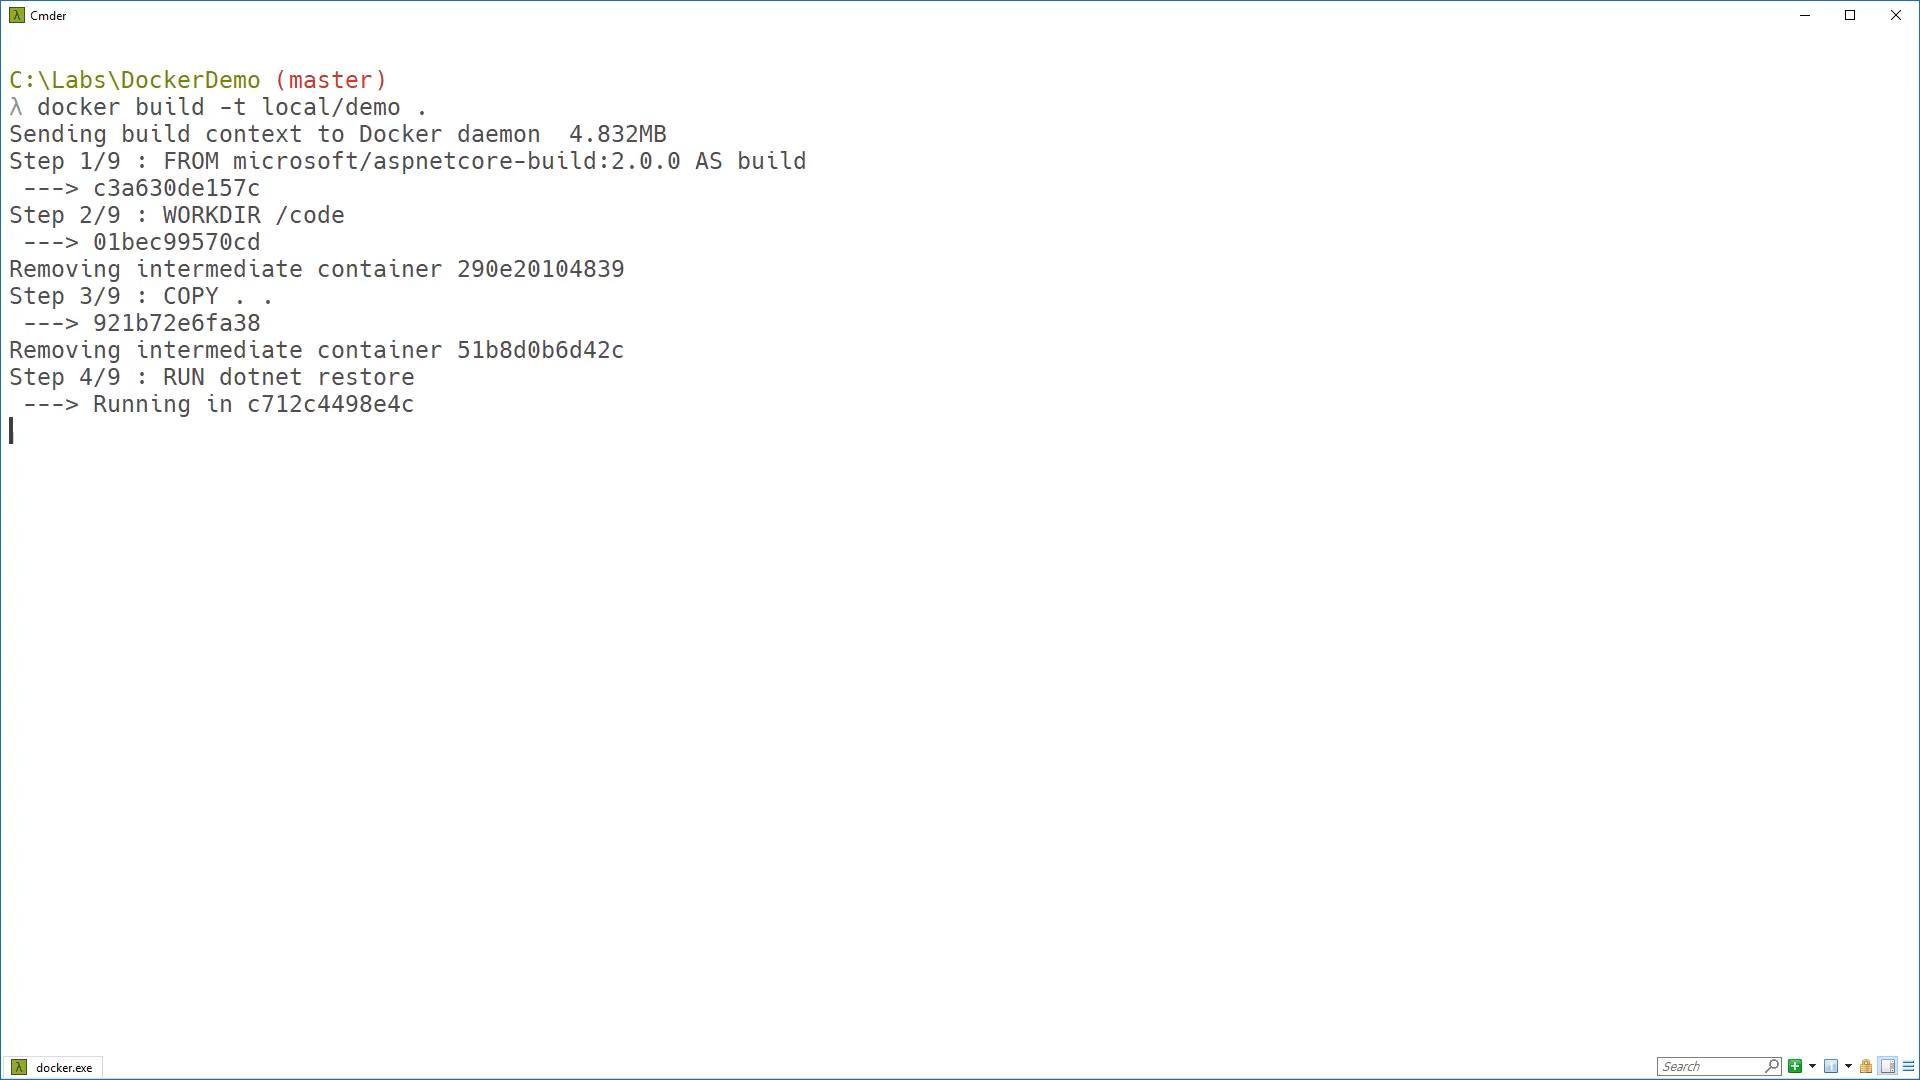 Cmder
C:\Labs\DockerDemo (master)
λ docker build -t local/demo .
Sending build context to Docker daemon  4.832MB
Step 1/9 : FROM microsoft/aspnetcore-build:2.0.0 AS build
 ---> c3a630de157c
Step 2/9 : WORKDIR /code
 ---> 01bec99570cd
Removing intermediate container 290e20104839
Step 3/9 : COPY . .
 ---> 921b72e6fa38
Removing intermediate container 51b8d0b6d42c
Step 4/9 : RUN dotnet restore
 ---> Running in c712c4498e4c
λ docker.exe
Search